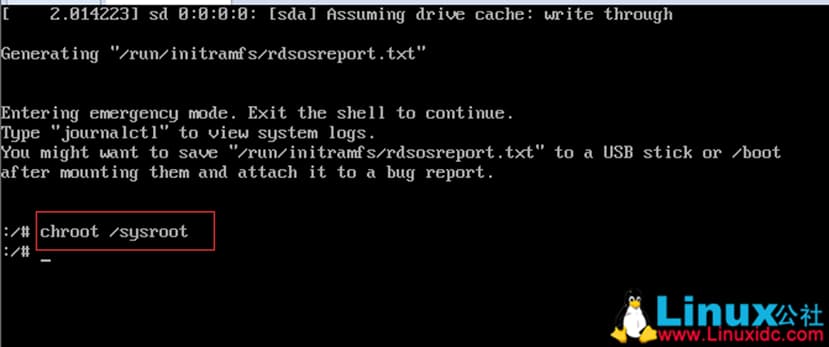 [    2.014223] sd 0:0:0:0: [sda] Assuming drive cache: write through
Generating "/run/initramfs/rdsosreport.txt"
Entering emergency mode. Exit the shell to continue.
Type "journalctl" to view system logs.
You might want to save "/run/initramfs/rdsosreport.txt" to a USB stick or /boot
after mounting them and attach it to a bug report.
:/# chroot /sysroot
:/# _
Linux公社
www.Linuxidc.com